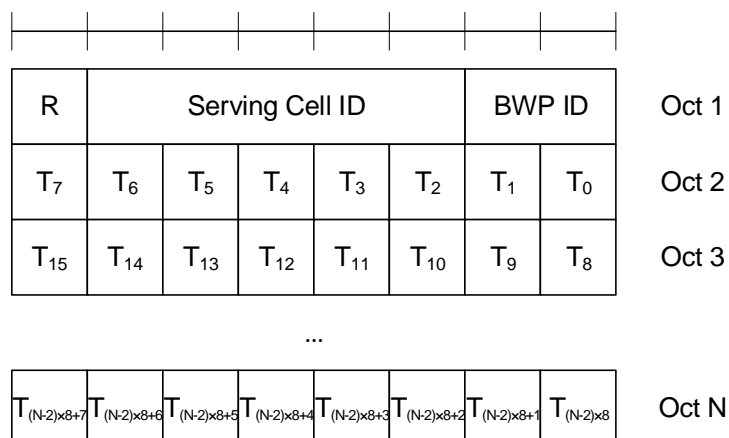 R Serving Cell ID BWP ID Oct 1
T₇ T₆ T₅ T₄ T₃ T₂ T₁ T₀ Oct 2
T₁₅ T₁₄ T₁₃ T₁₂ T₁₁ T₁₀ T₉ T₈ Oct 3
...
T(N-2)×8+7 T(N-2)×8+6 T(N-2)×8+5 T(N-2)×8+4 T(N-2)×8+3 T(N-2)×8+2 T(N-2)×8+1 T(N-2)×8 Oct N